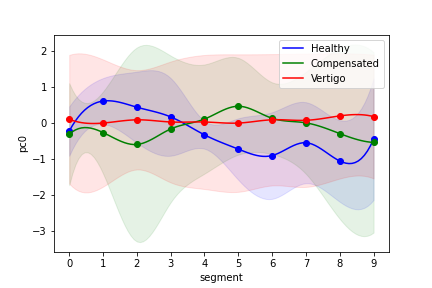 Healthy
Compensated
Vertigo
2
1
0
−1
−2
−3
pc0
0 1 2 3 4 5 6 7 8 9
segment